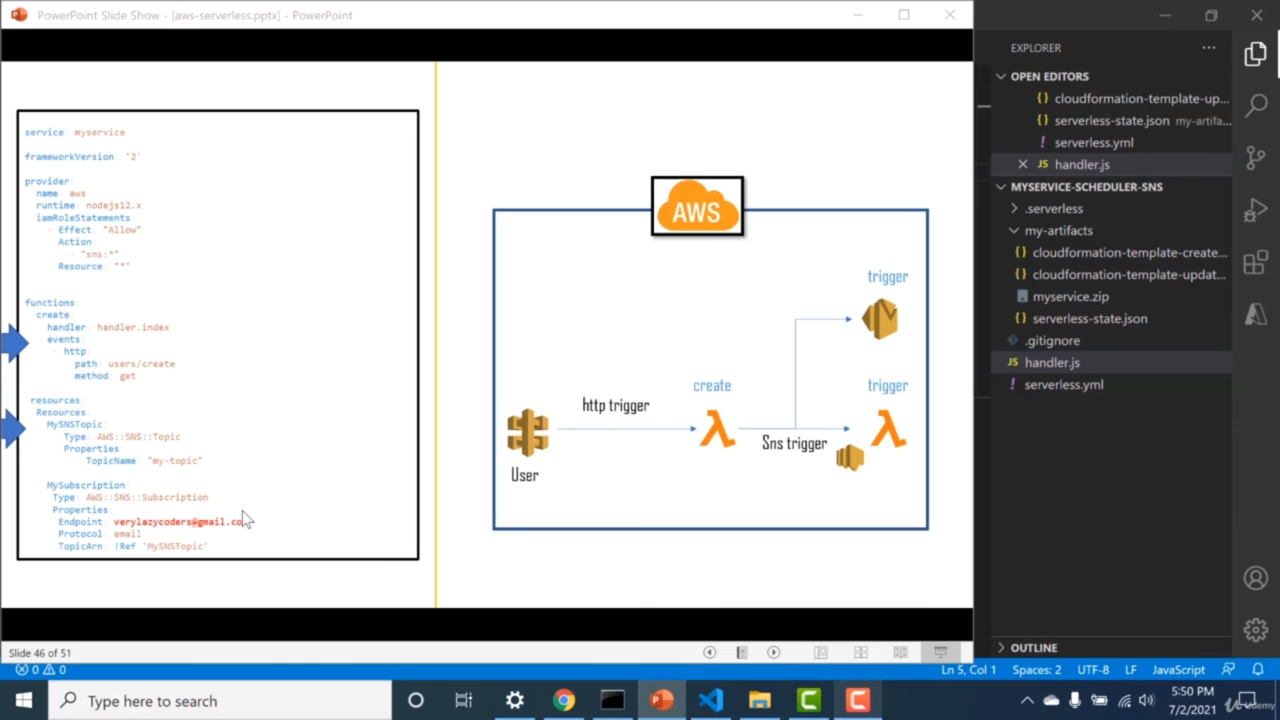 PowerPoint Slide Show - [aws-serverless.pptx] - PowerPoint
service: myservice
frameworkVersion: '2'
provider:
name: aws
runtime: nodejs12.x
iamRoleStatements:
- Effect: "Allow"
Action:
- "sns:*"
Resource: "*"
functions:
create:
handler: handler.index
events:
- http:
path: users/create
method: get
resources:
Resources:
MySNSTopic:
Type: AWS::SNS::Topic
Properties:
TopicName: "my-topic"
MySubscription:
Type: AWS::SNS::Subscription
Properties:
Endpoint: verylazycoders@gmail.co
Protocol: email
TopicArn: !Ref 'MySNSTopic'
AWS
trigger
create
trigger
http trigger
Sns trigger
User
Slide 46 of 51
EXPLORER
OPEN EDITORS
{} cloudformation-template-up...
{} serverless-state.json my-artifa...
! serverless.yml
JS handler.js
MYSERVICE-SCHEDULER-SNS
.serverless
my-artifacts
{} cloudformation-template-create...
{} cloudformation-template-updat...
myservice.zip
{} serverless-state.json
.gitignore
JS handler.js
! serverless.yml
OUTLINE
0 0
Ln 5, Col 1 Spaces: 2 UTF-8 LF JavaScript
Type here to search
5:50 PM
7/2/2021
Udemy